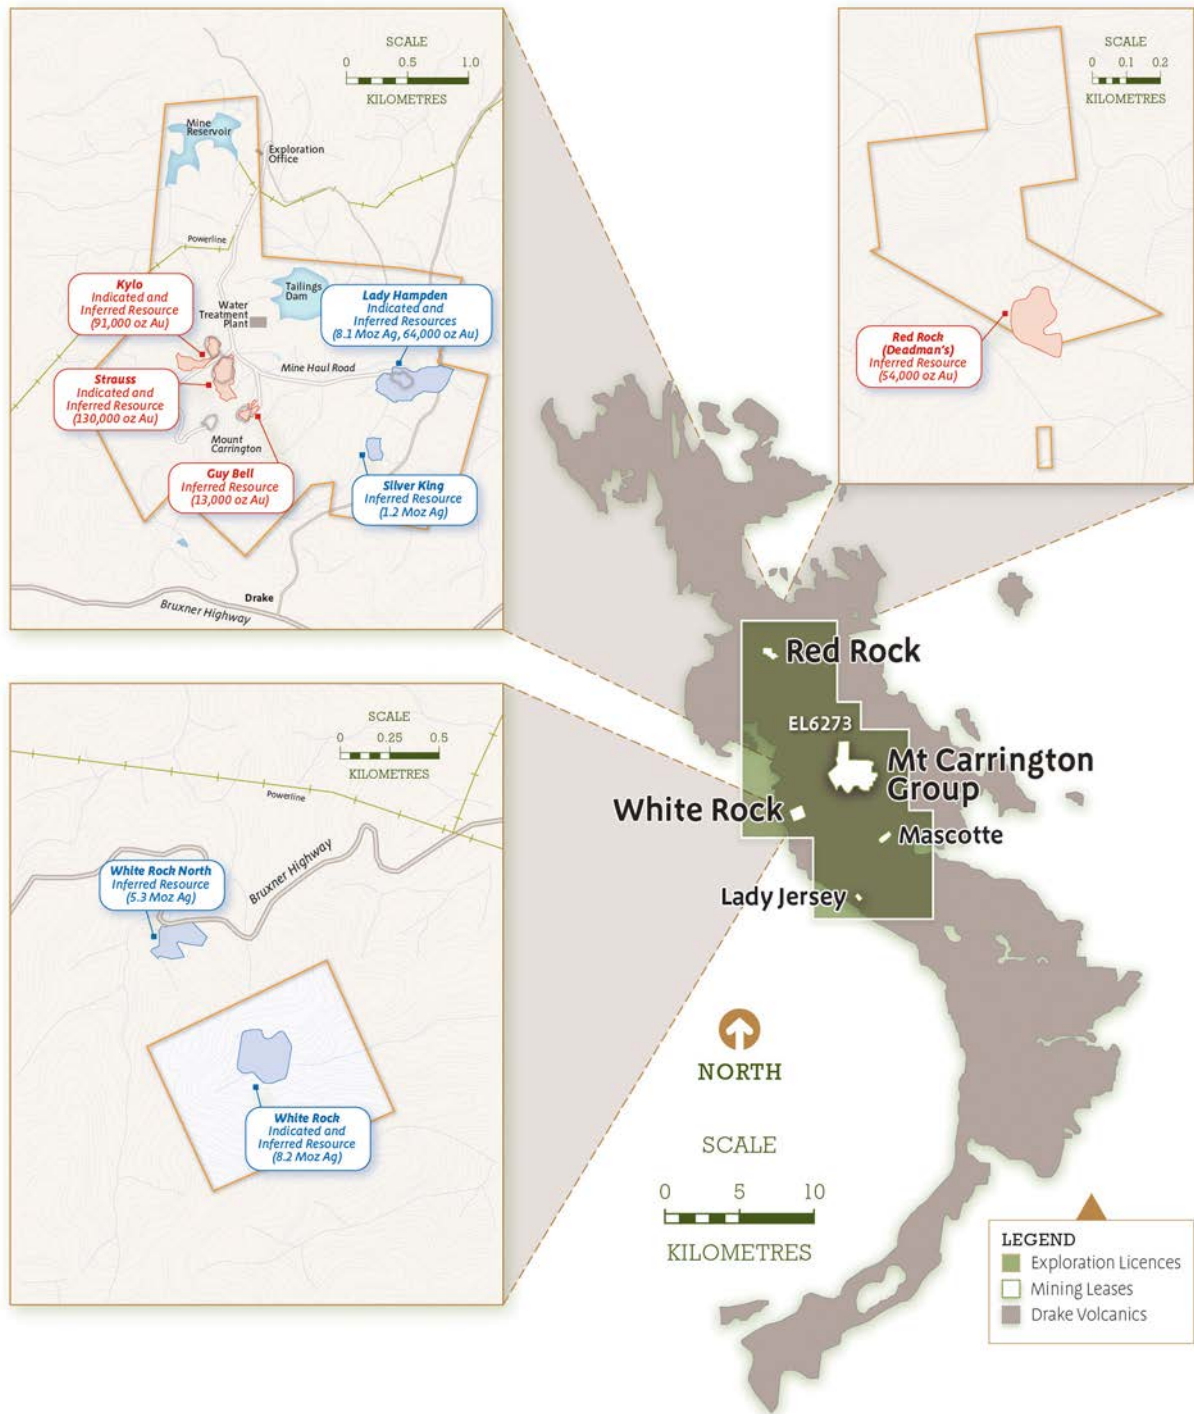 SCALE
0 0.5 1.0
KILOMETRES
Mine
Reservoir
Exploration
Office
Powerline
Kylo
Indicated and
Inferred Resource
(91,000 oz Au)
Water
Treatment
Plant
Tailings
Dam
Lady Hampden
Indicated and
Inferred Resources
(8.1 Moz Ag, 64,000 oz Au)
Mine Haul Road
Strauss
Indicated and
Inferred Resource
(130,000 oz Au)
Mount
Carrington
Guy Bell
Inferred Resource
(13,000 oz Au)
Silver King
Inferred Resource
(1.2 Moz Ag)
Drake
Bruxner Highway
SCALE
0 0.1 0.2
KILOMETRES
Red Rock
(Deadman's)
Inferred Resource
(54,000 oz Au)
SCALE
0 0.25 0.5
KILOMETRES
Powerline
Bruxner Highway
White Rock North
Inferred Resource
(5.3 Moz Ag)
White Rock
Indicated and
Inferred Resource
(8.2 Moz Ag)
Red Rock
EL6273
Mt Carrington
Group
White Rock
Mascotte
Lady Jersey
NORTH
SCALE
0 5 10
KILOMETRES
LEGEND
Exploration Licences
Mining Leases
Drake Volcanics